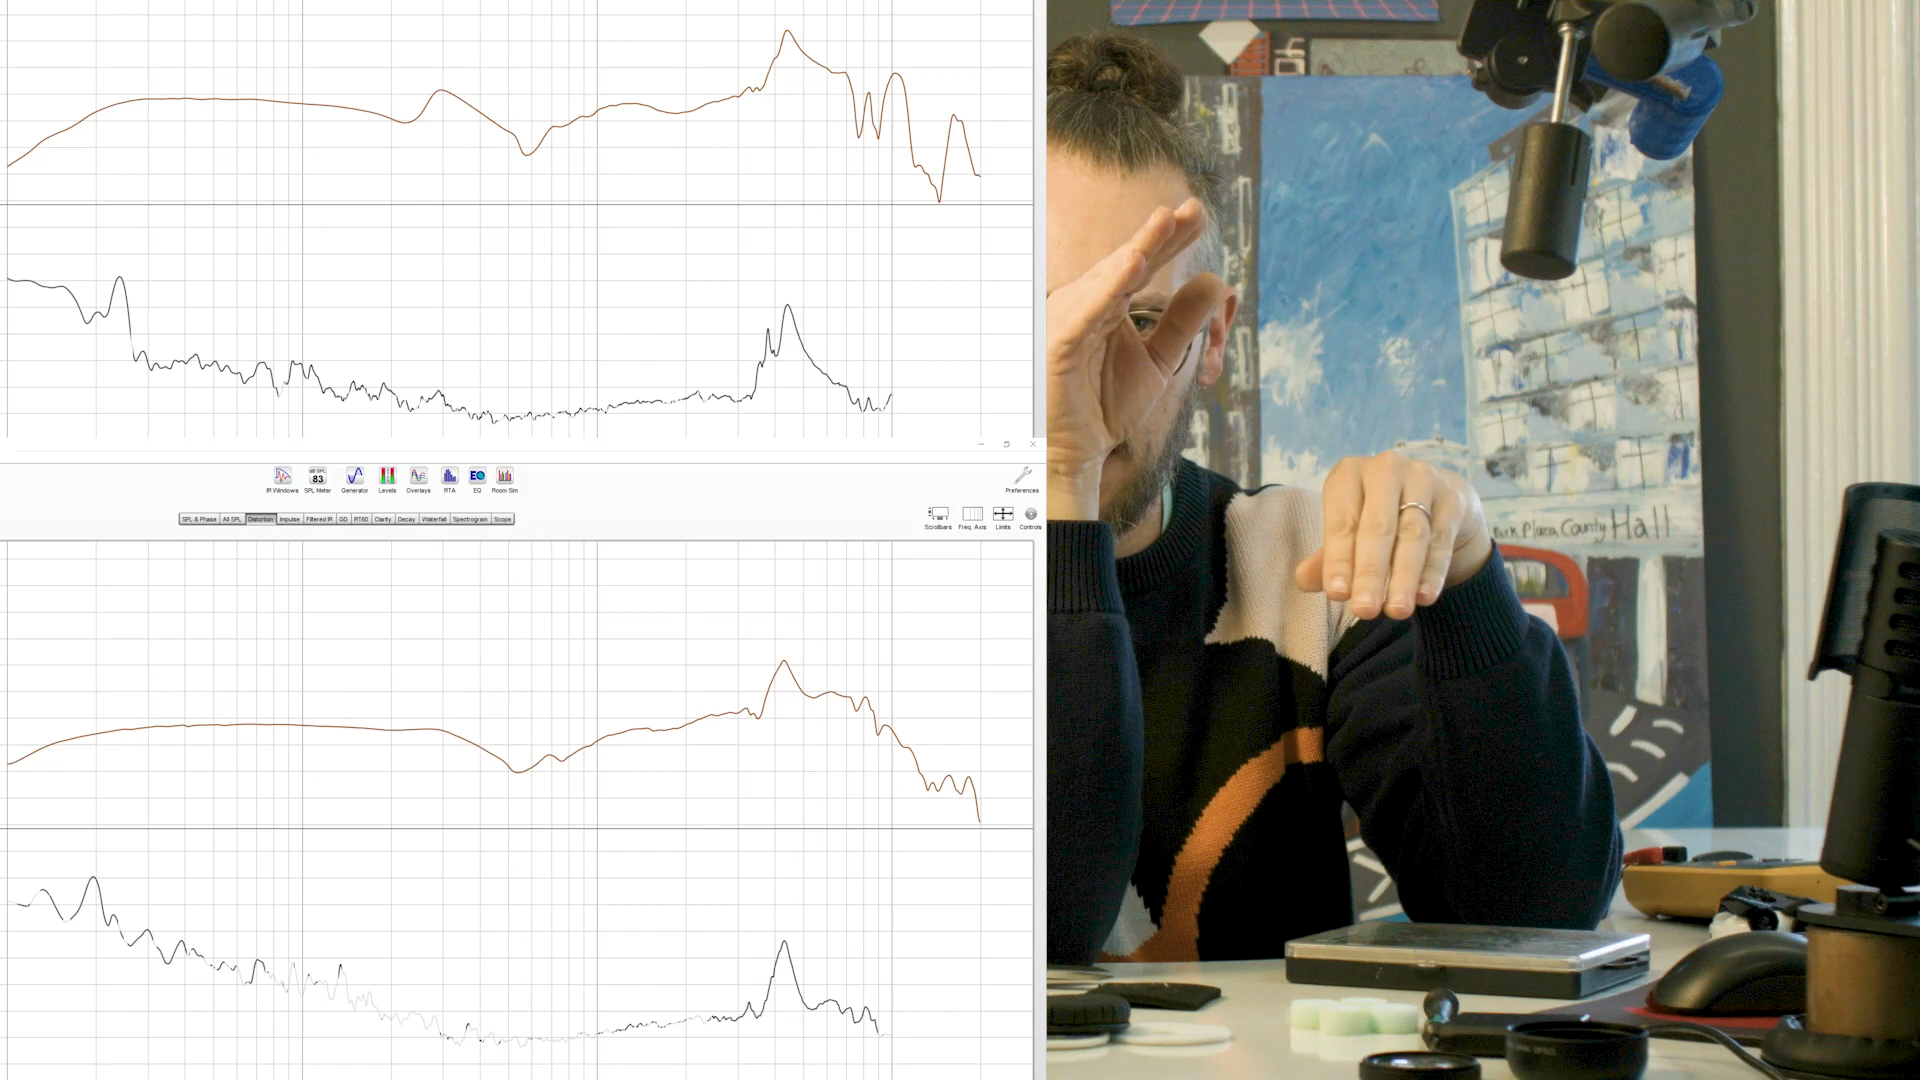 dB SPL
83
EQ
IR Windows SPL Meter Generator Levels Overlays RTA EQ Room Sim
Preferences
SPL & Phase All SPL Distortion Impulse Filtered IR GD RT60 Clarity Decay Waterfall Spectrogram Scope
Scrollbars Freq. Axis Limits Controls
Park Plaza County Hall